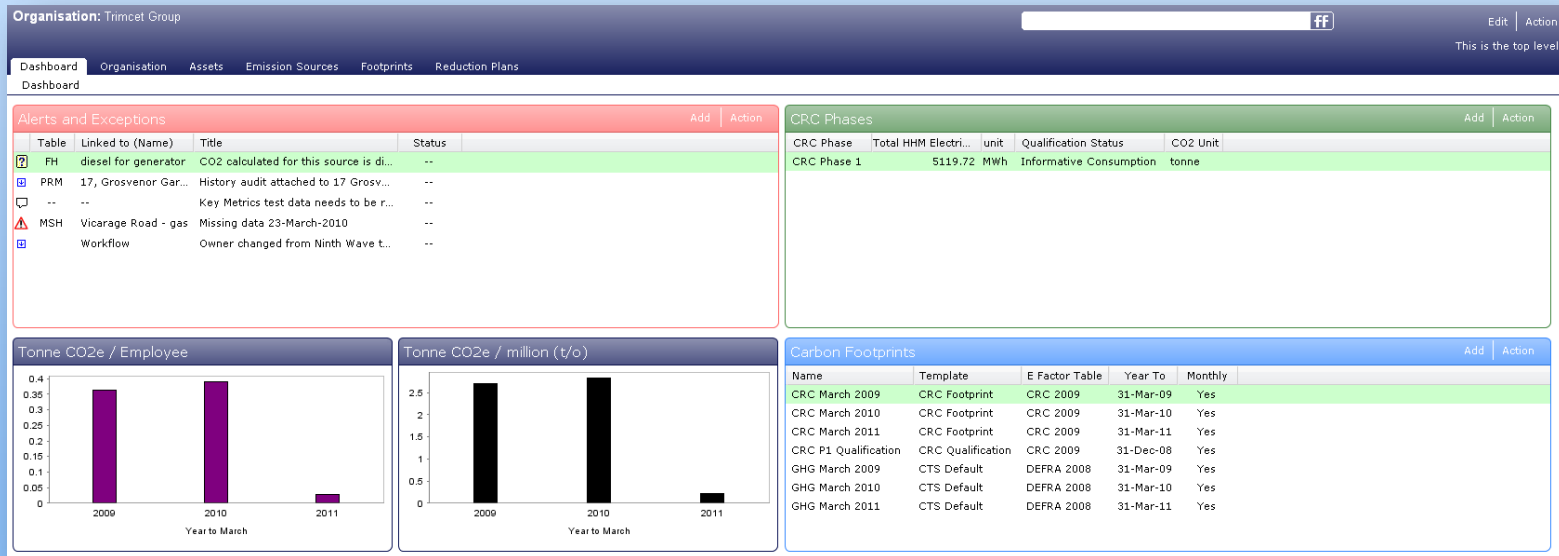 Organisation: Trimcet Group
ff
Edit Action
This is the top level
Dashboard Organisation Assets Emission Sources Footprints Reduction Plans
Dashboard
Alerts and Exceptions Add Action
Table Linked to (Name) Title Status
? FH diesel for generator CO2 calculated for this source is di... --
PRM 17, Grosvenor Gar... History audit attached to 17 Grosv... --
-- -- Key Metrics test data needs to be r... --
MSH Vicarage Road - gas Missing data 23-March-2010 --
Workflow Owner changed from Ninth Wave t... --
CRC Phases Add Action
CRC Phase Total HHM Electri... unit Qualification Status CO2 Unit
CRC Phase 1 5119.72 MWh Informative Consumption tonne
Tonne CO2e / Employee
0.4
0.35
0.3
0.25
0.2
0.15
0.1
0.05
0
2009 2010 2011
Year to March
Tonne CO2e / million (t/o)
2.5
2
1.5
1
0.5
0
2009 2010 2011
Year to March
Carbon Footprints Add Action
Name Template E Factor Table Year To Monthly
CRC March 2009 CRC Footprint CRC 2009 31-Mar-09 Yes
CRC March 2010 CRC Footprint CRC 2009 31-Mar-10 Yes
CRC March 2011 CRC Footprint CRC 2009 31-Mar-11 Yes
CRC P1 Qualification CRC Qualification CRC 2009 31-Dec-08 Yes
GHG March 2009 CTS Default DEFRA 2008 31-Mar-09 Yes
GHG March 2010 CTS Default DEFRA 2008 31-Mar-10 Yes
GHG March 2011 CTS Default DEFRA 2008 31-Mar-11 Yes